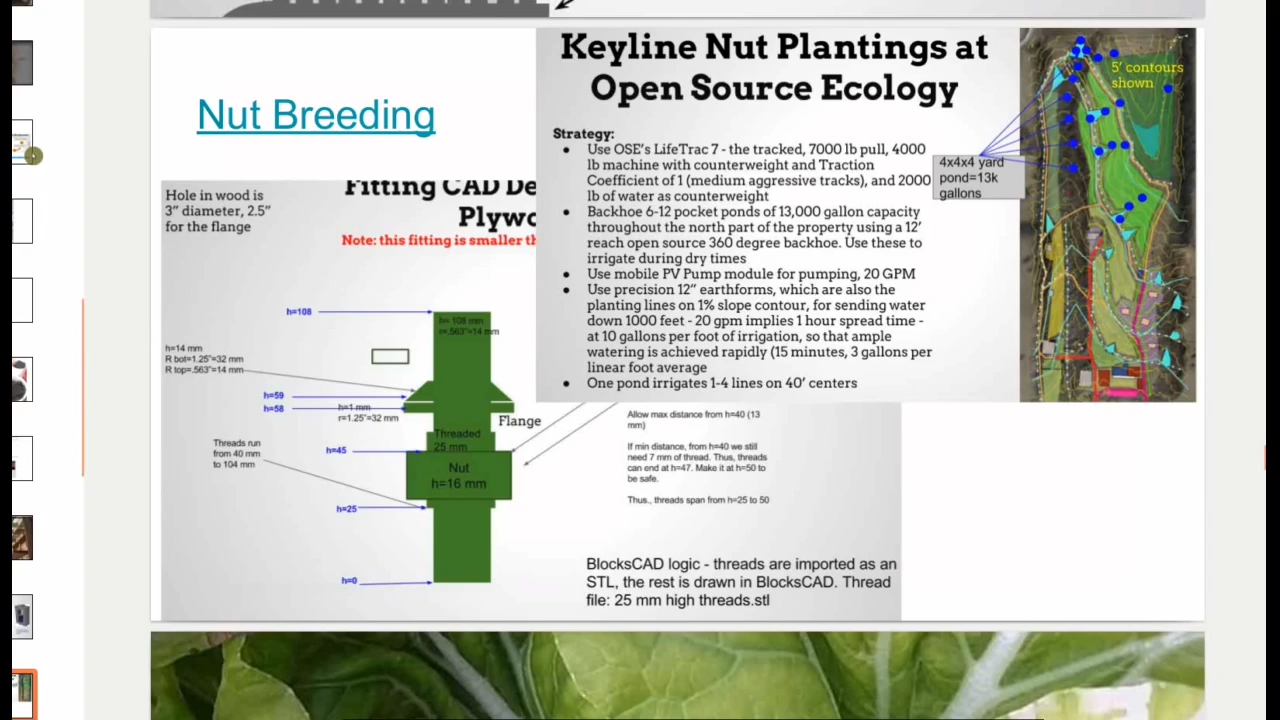 Nut Breeding
Keyline Nut Plantings at
Open Source Ecology
Strategy:
● Use OSE's LifeTrac 7 - the tracked, 7000 lb pull, 4000
lb machine with counterweight and Traction
Coefficient of 1 (medium aggressive tracks), and 2000
lb of water as counterweight
● Backhoe 6-12 pocket ponds of 13,000 gallon capacity
throughout the north part of the property using a 12'
reach open source 360 degree backhoe. Use these to
irrigate during dry times
● Use mobile PV Pump module for pumping, 20 GPM
● Use precision 12" earthforms, which are also the
planting lines on 1% slope contour, for sending water
down 1000 feet - 20 gpm implies 1 hour spread time -
at 10 gallons per foot of irrigation, so that ample
watering is achieved rapidly (15 minutes, 3 gallons per
linear foot average
● One pond irrigates 1-4 lines on 40' centers
5' contours
shown
4x4x4 yard
pond=13k
gallons
Hole in wood is
3" diameter, 2.5"
for the flange
Fitting CAD De
Plywo
Note: this fitting is smaller th
h=108
h= 108 mm
r=.563"=14 mm
h=14 mm
R bot=1.25"=32 mm
R top=.563"=14 mm
h=59
h=58
h=1 mm
r=1.25"=32 mm
Flange
Threaded
25 mm
Threads run
from 40 mm
to 104 mm
h=45
Nut
h=16 mm
h=25
h=0
Allow max distance from h=40 (13
mm)
If min distance, from h=40 we still
need 7 mm of thread. Thus, threads
can end at h=47. Make it at h=50 to
be safe.
Thus., threads span from h=25 to 50
BlocksCAD logic - threads are imported as an
STL, the rest is drawn in BlocksCAD. Thread
file: 25 mm high threads.stl